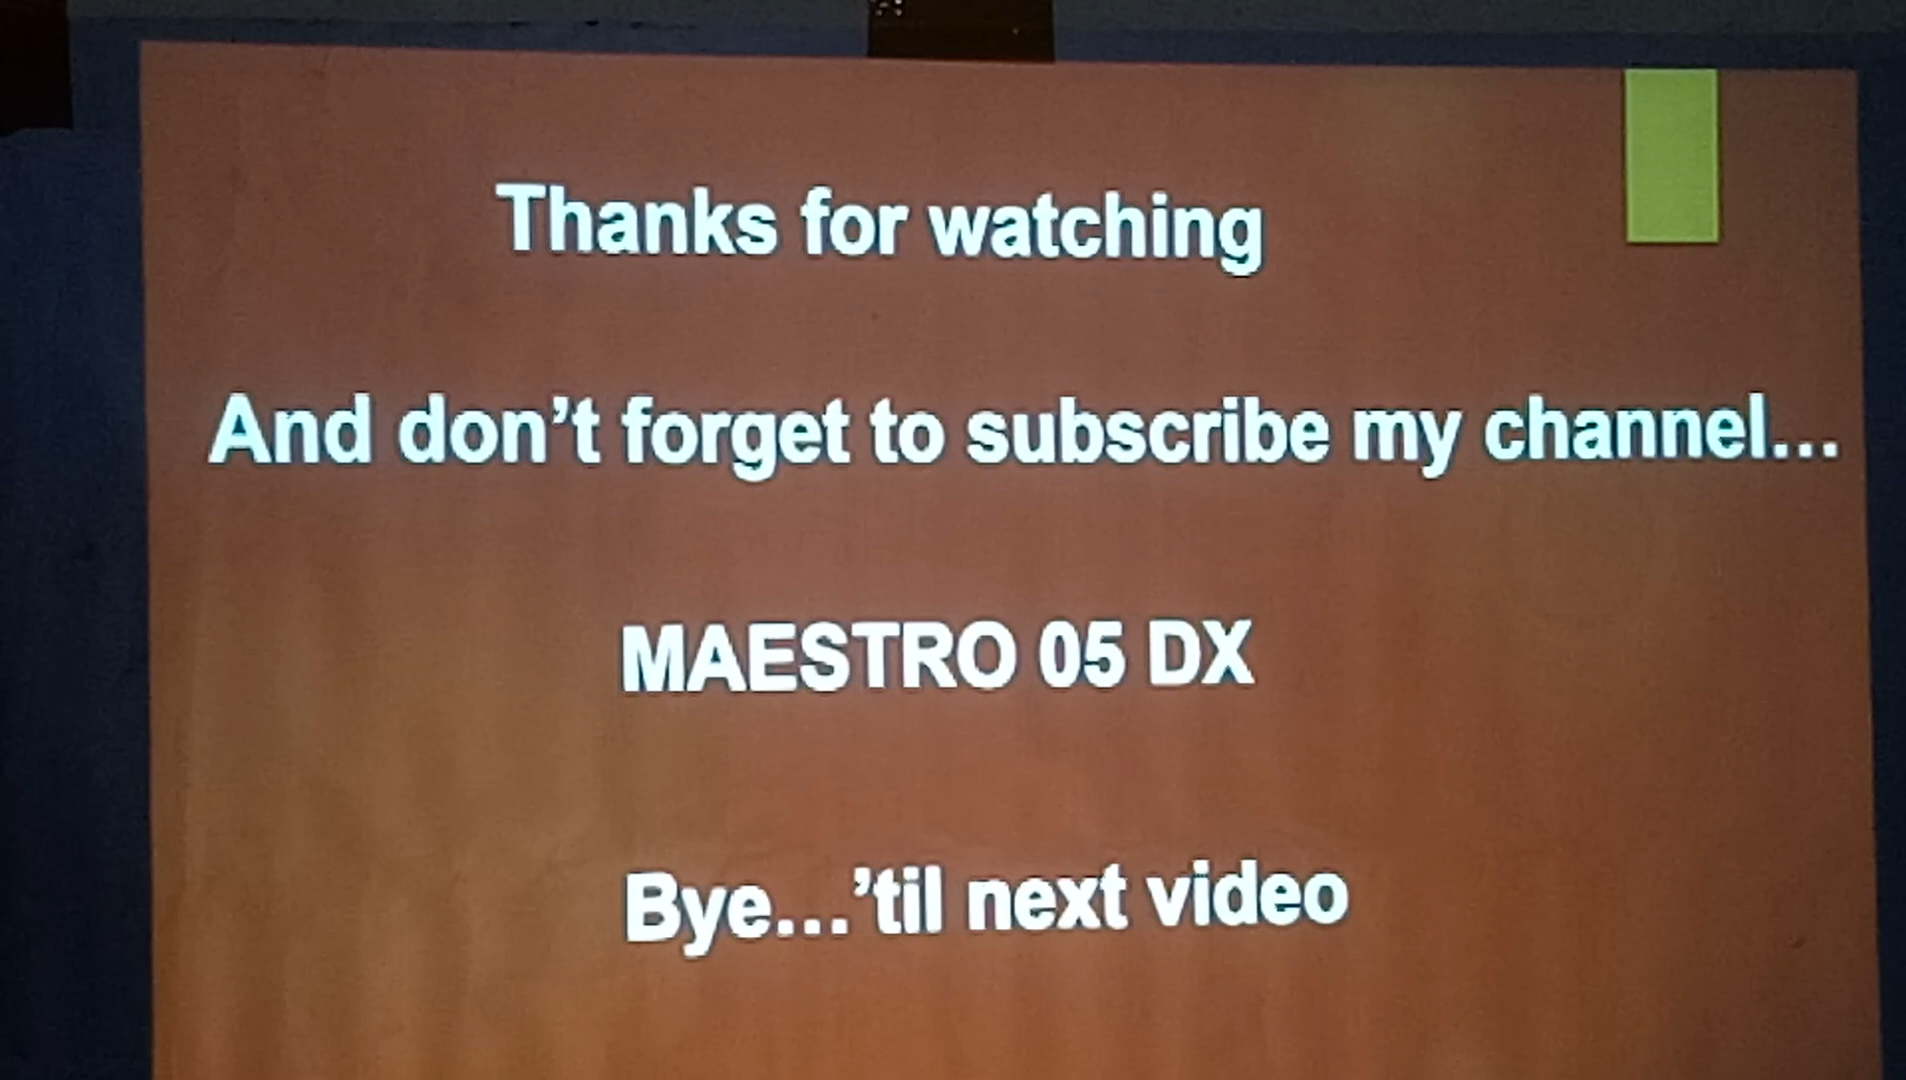 Thanks for watching
And don’t forget to subscribe my channel...
MAESTRO 05 DX
Bye...’til next video